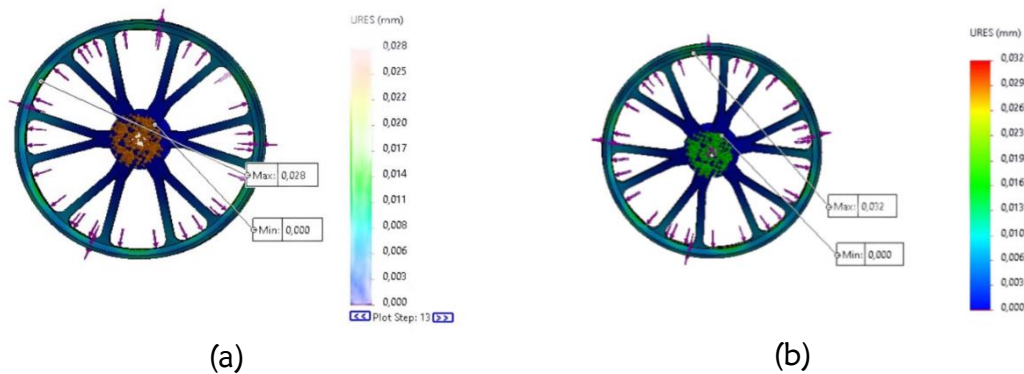 URES (mm)
0,028
0,025
0,022
0,020
0,017
0,014
0,011
0,008
0,006
0,003
0,000
<< Plot Step: 13 >>
Max: 0,028
Min: 0,000
(a)
URES (mm)
0,032
0,029
0,026
0,023
0,019
0,016
0,013
0,010
0,006
0,003
0,000
Max: 0,032
Min: 0,000
(b)